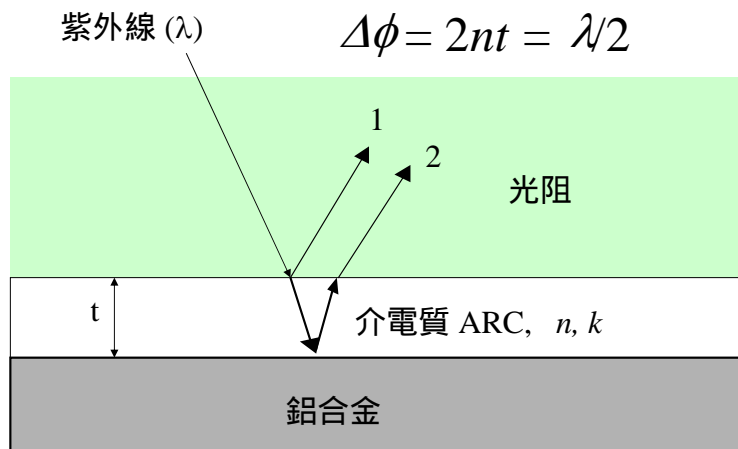 紫外線 (λ)
Δϕ = 2nt = λ/2
1
2
光阻
t
介電質 ARC, n, k
鋁合金